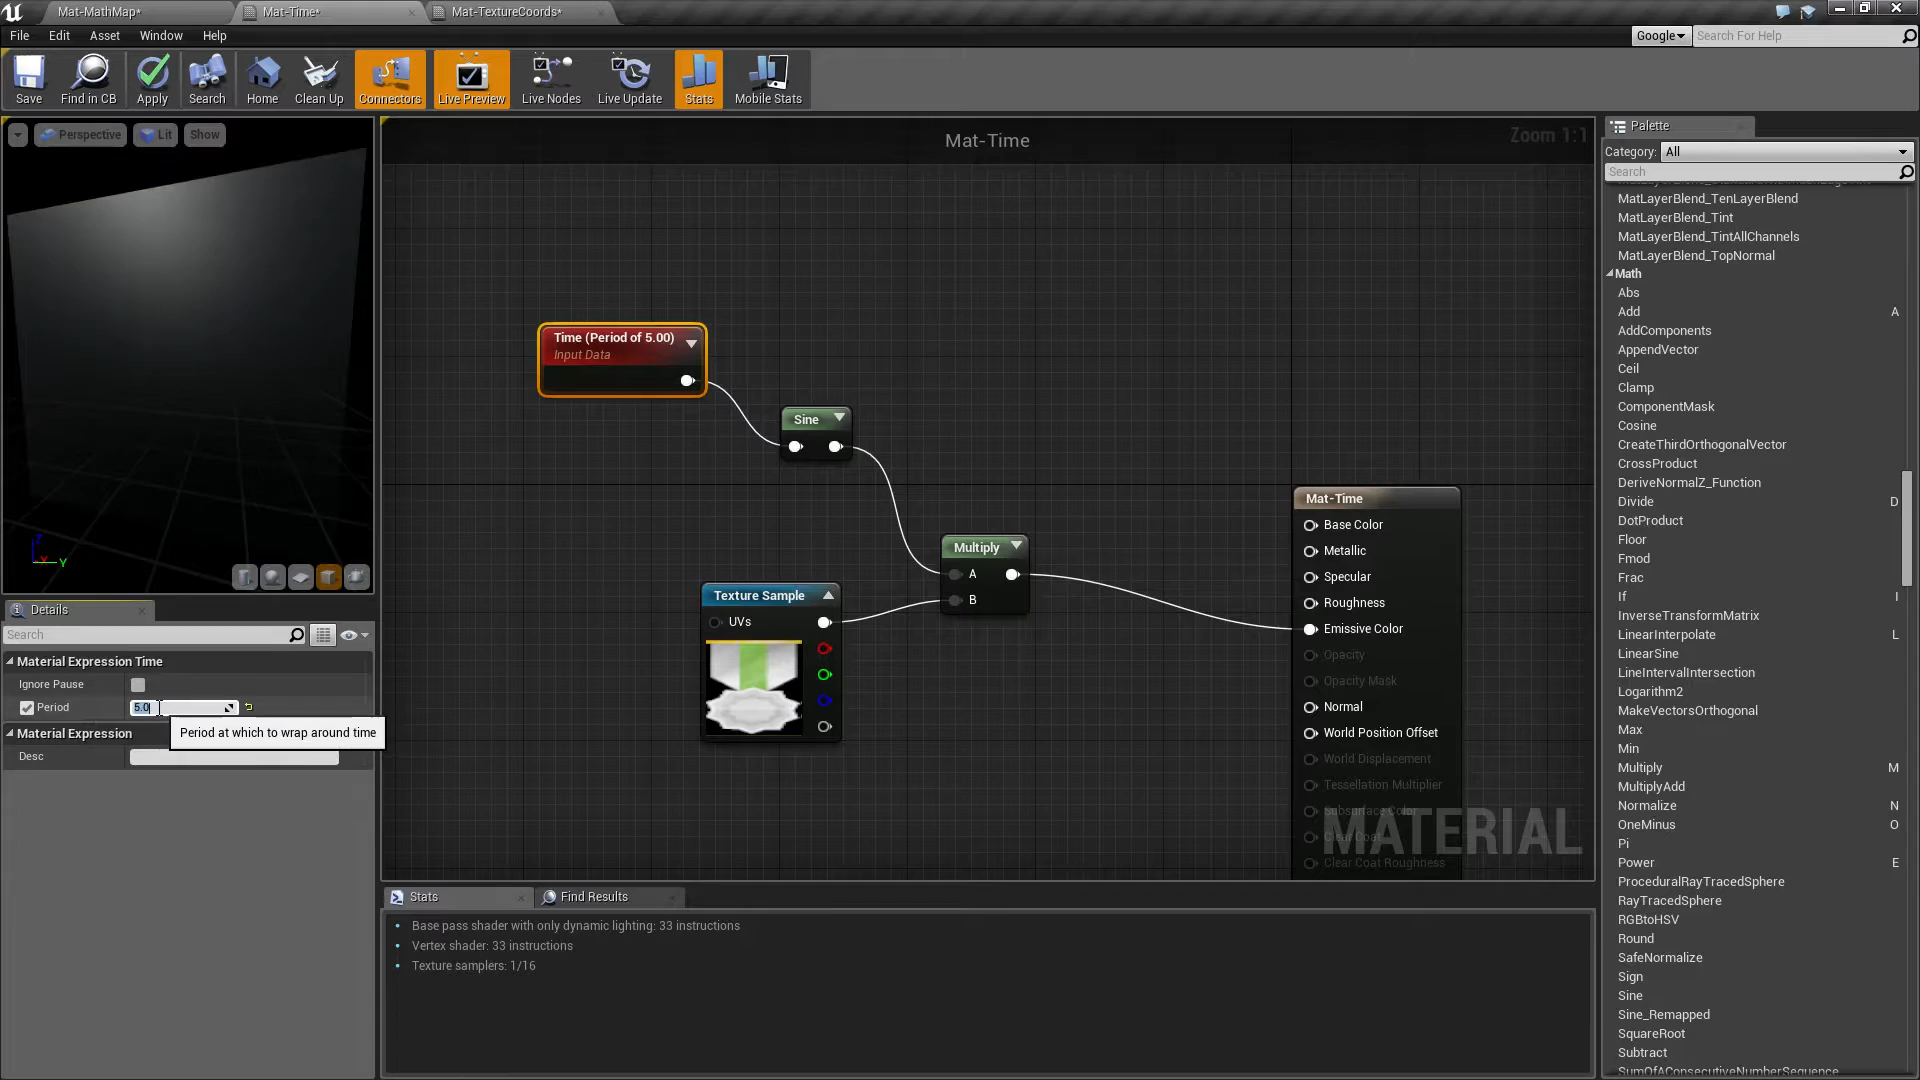 Mat-MathMap*
Mat-Time*
Mat-TextureCoords*
File
Edit
Asset
Window
Help
Google
Search For Help
Save
Find in CB
Apply
Search
Home
Clean Up
Connectors
Live Preview
Live Nodes
Live Update
Stats
Mobile Stats
Perspective
Lit
Show
Z
X
Y
Mat-Time
Zoom 1:1
Time (Period of 5.00)
Input Data
Sine
Multiply
A
B
Texture Sample
UVs
Mat-Time
Base Color
Metallic
Specular
Roughness
Emissive Color
Opacity
Opacity Mask
Normal
World Position Offset
World Displacement
Tessellation Multiplier
Subsurface Color
Clear Coat
Clear Coat Roughness
MATERIAL
Details
Search
Material Expression Time
Ignore Pause
Period
5.0
Period at which to wrap around time
Material Expression
Desc
Stats
Find Results
Base pass shader with only dynamic lighting: 33 instructions
Vertex shader: 33 instructions
Texture samplers: 1/16
Palette
Category:
All
Search
MatLayerBlend_TenLayerBlend
MatLayerBlend_Tint
MatLayerBlend_TintAllChannels
MatLayerBlend_TopNormal
Math
Abs
Add A
AddComponents
AppendVector
Ceil
Clamp
ComponentMask
Cosine
CreateThirdOrthogonalVector
CrossProduct
DeriveNormalZ_Function
Divide D
DotProduct
Floor
Fmod
Frac
If I
InverseTransformMatrix
LinearInterpolate L
LinearSine
LineIntervalIntersection
Logarithm2
MakeVectorsOrthogonal
Max
Min
Multiply M
MultiplyAdd
Normalize N
OneMinus O
Pi
Power E
ProceduralRayTracedSphere
RayTracedSphere
RGBtoHSV
Round
SafeNormalize
Sign
Sine
Sine_Remapped
SquareRoot
Subtract
SumOfAConsecutiveNumberSequence